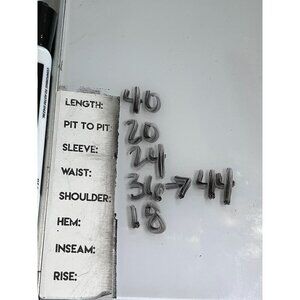 LENGTH: 40
PIT TO PIT: 20
SLEEVE: 24
WAIST: 36→44
SHOULDER: 18
HEM:
INSEAM:
RISE: